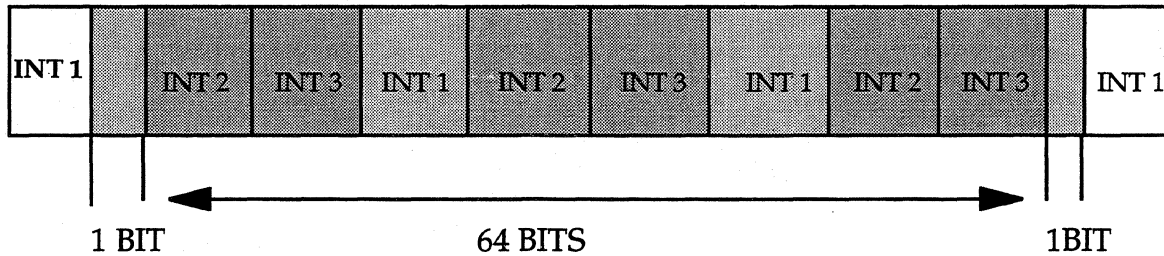 INT 1 INT 2 INT 3 INT 1 INT 2 INT 3 INT 1 INT 2 INT 3 INT 1
1 BIT 64 BITS 1BIT